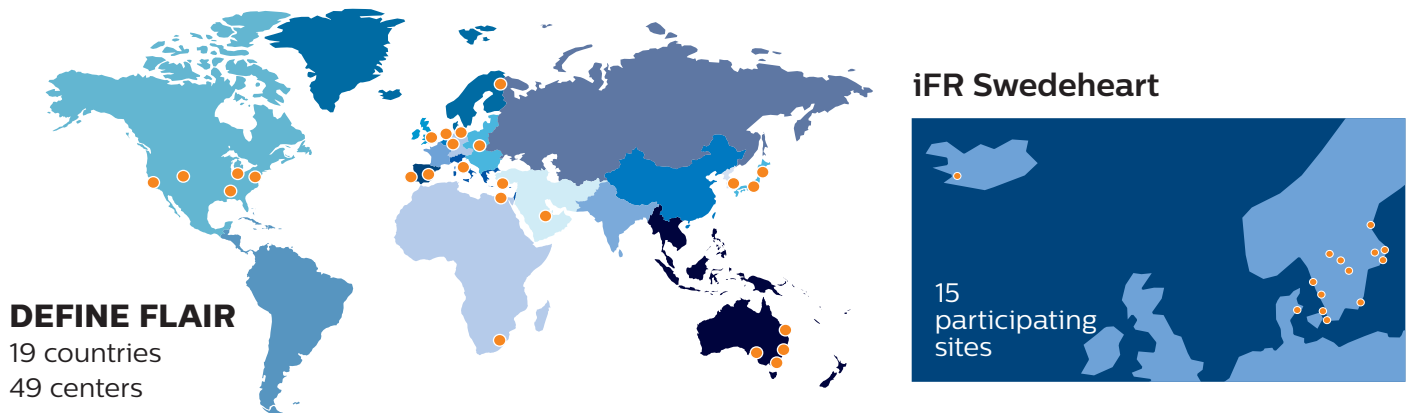 DEFINE FLAIR
19 countries
49 centers
iFR Swedeheart
15
participating
sites